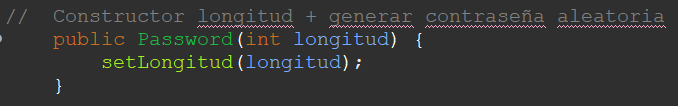 //  Constructor longitud + generar contraseña aleatoria
    public Password(int longitud) {
        setLongitud(longitud);
    }